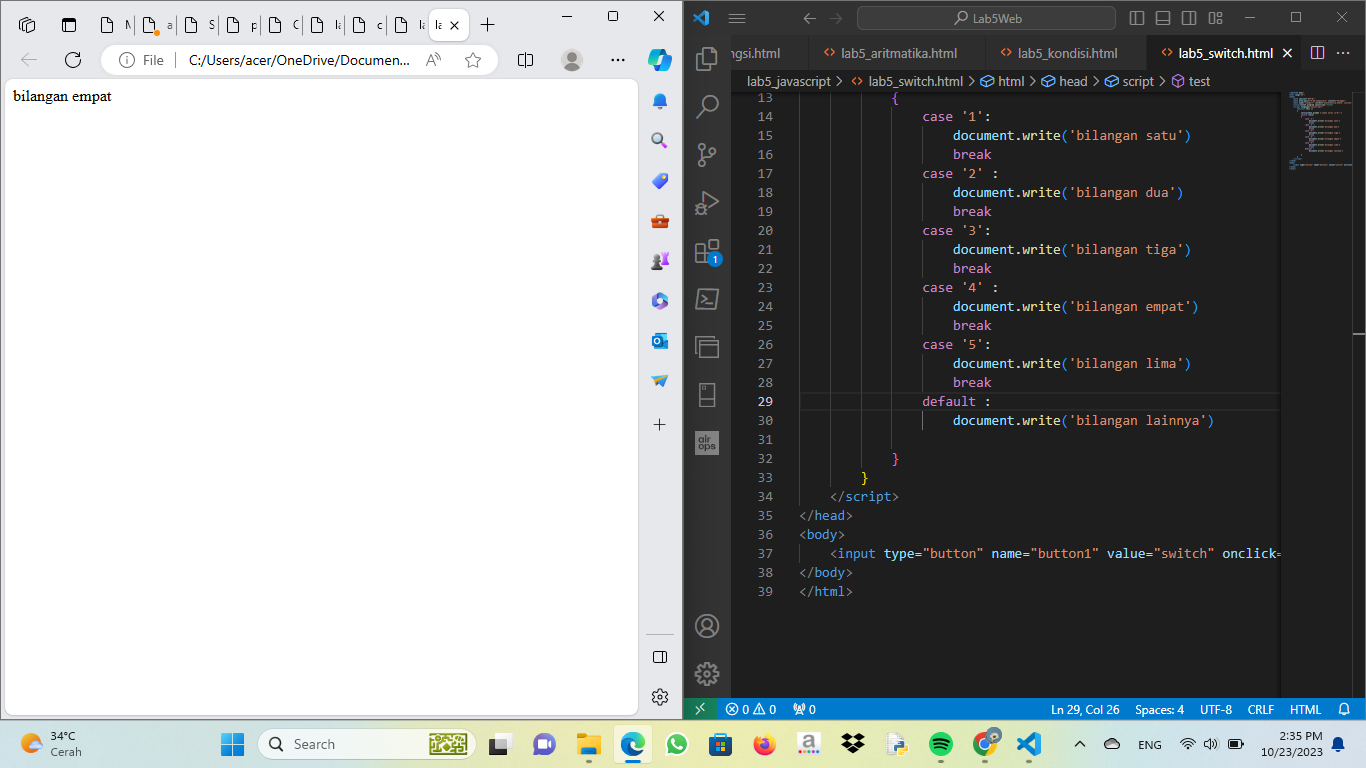 M
a
S
p
C
la
c
la
la
File
C:/Users/acer/OneDrive/Documen...
bilangan empat
Lab5Web
ngsi.html
lab5_aritmatika.html
lab5_kondisi.html
lab5_switch.html
lab5_javascript > lab5_switch.html > html > head > script > test
13 {
14 case '1':
15 document.write('bilangan satu')
16 break
17 case '2' :
18 document.write('bilangan dua')
19 break
20 case '3':
21 document.write('bilangan tiga')
22 break
23 case '4' :
24 document.write('bilangan empat')
25 break
26 case '5':
27 document.write('bilangan lima')
28 break
29 default :
30 document.write('bilangan lainnya')
31
32 }
33 }
34 </script>
35 </head>
36 <body>
37 <input type="button" name="button1" value="switch" onclick=
38 </body>
39 </html>
1
air ops
0 0 0
Ln 29, Col 26 Spaces: 4 UTF-8 CRLF HTML
34°C
Cerah
Search
ENG
2:35 PM
10/23/2023